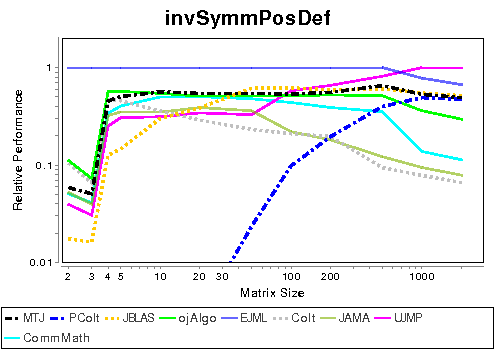 invSymmPosDef
Relative Performance
1
0.1
0.01
2 3 4 5 10 20 30 100 200 1000
Matrix Size
MTJ PColt JBLAS ojAlgo EJML Colt JAMA UJMP
CommMath